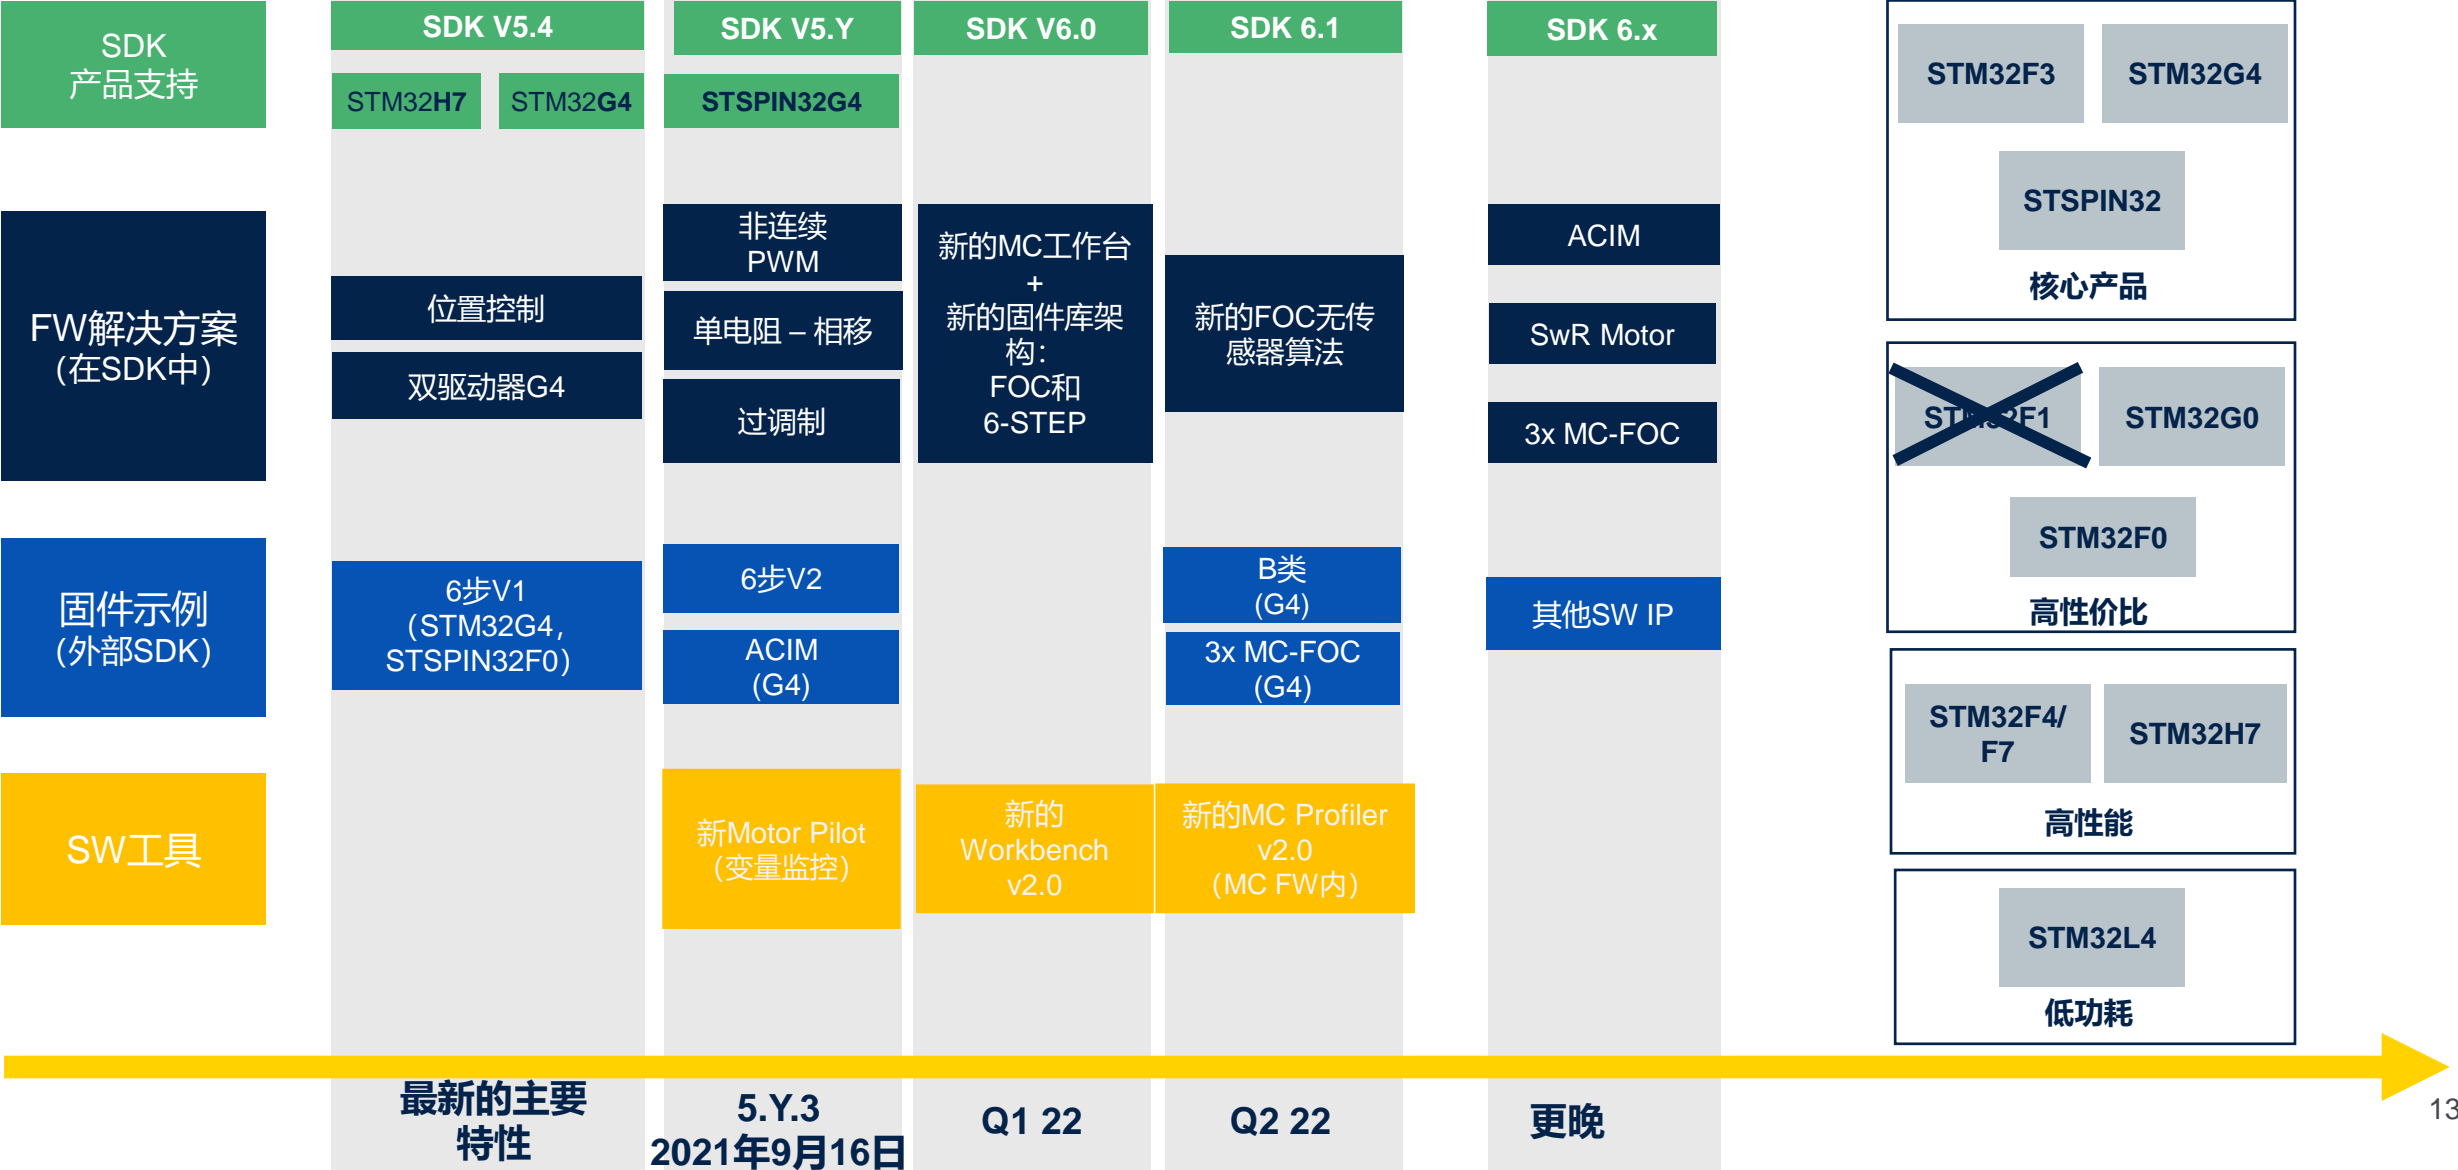 SDK
产品支持
SDK V5.4
SDK V5.Y
SDK V6.0
SDK 6.1
SDK 6.x
STM32H7
STM32G4
STSPIN32G4
FW解决方案
（在SDK中）
位置控制
双驱动器G4
非连续
PWM
单电阻 – 相移
过调制
新的MC工作台
+
新的固件库架
构：
FOC和
6-STEP
新的FOC无传
感器算法
ACIM
SwR Motor
3x MC-FOC
固件示例
（外部SDK）
6步V1
（STM32G4，
STSPIN32F0）
6步V2
ACIM
(G4)
B类
(G4)
3x MC-FOC
(G4)
其他SW IP
SW工具
新Motor Pilot
（变量监控）
新的
Workbench
v2.0
新的MC Profiler
v2.0
（MC FW内）
STM32F3
STM32G4
STSPIN32
核心产品
STM32F1
STM32G0
STM32F0
高性价比
STM32F4/
F7
STM32H7
高性能
STM32L4
低功耗
最新的主要
特性
5.Y.3
2021年9月16日
Q1 22
Q2 22
更晚
13